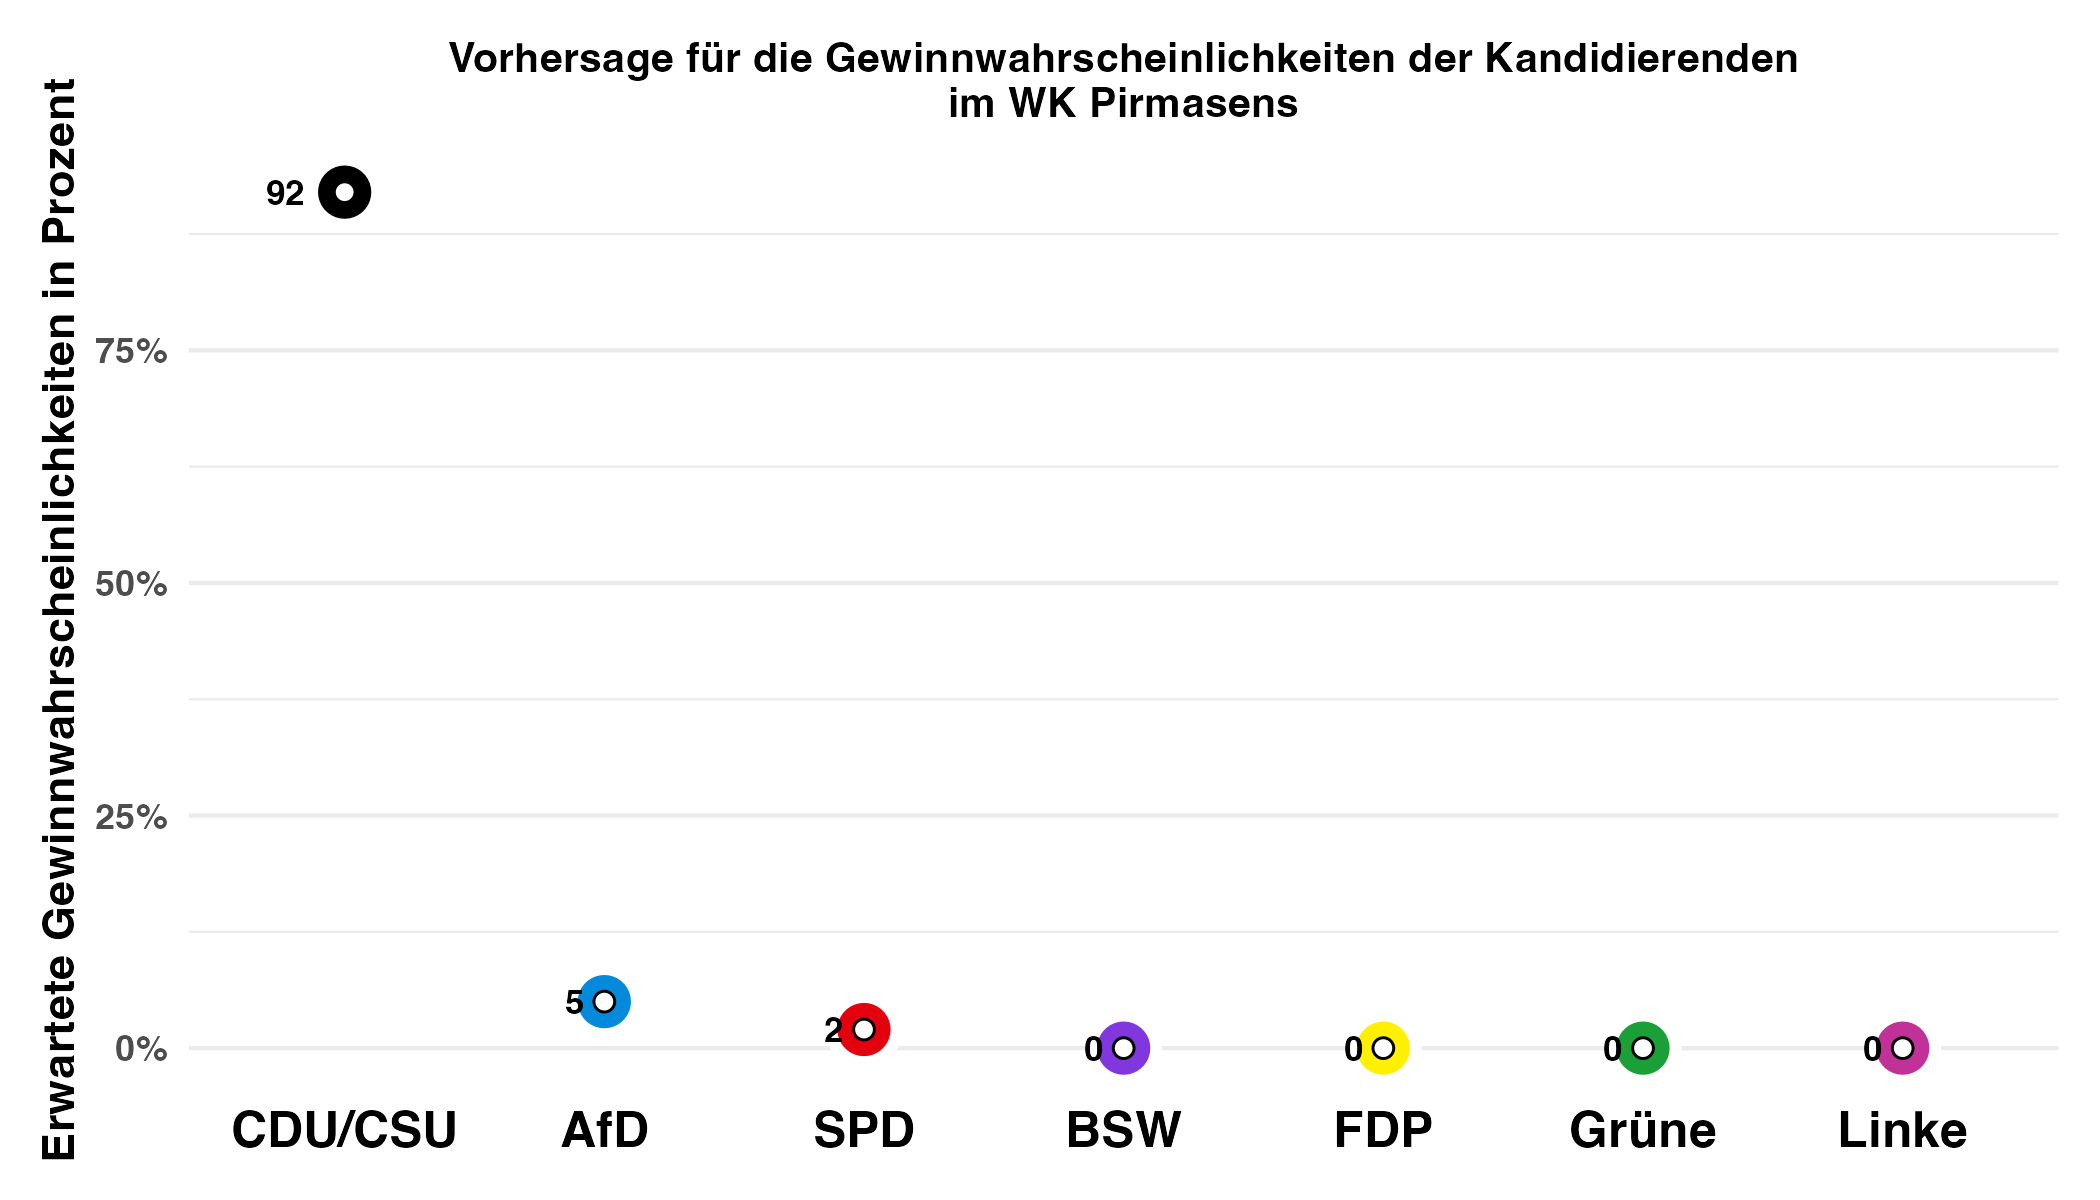 Vorhersage für die Gewinnwahrscheinlichkeiten der Kandidierenden
im WK Pirmasens
Erwartete Gewinnwahrscheinlichkeiten in Prozent
92
75%
50%
25%
5
2
0%
0
0
0
0
CDU/CSU
AfD
SPD
BSW
FDP
Grüne
Linke